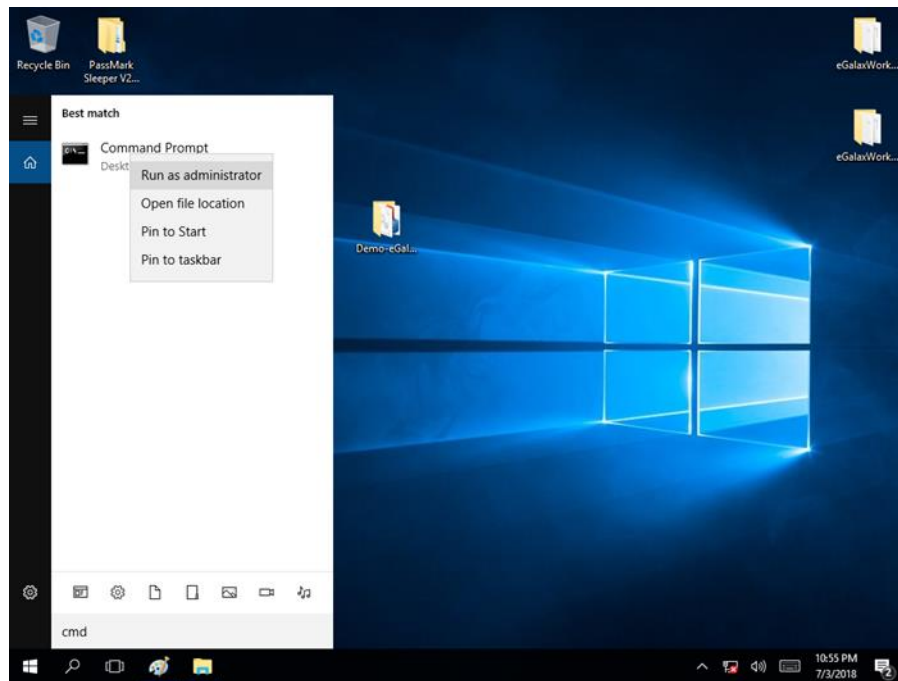 Recycle Bin
PassMark
Sleeper V2...
eGalaxWork...
eGalaxWork...
Demo-eGal...
Best match
Command Prompt
Deskt
Run as administrator
Open file location
Pin to Start
Pin to taskbar
cmd
10:55 PM
7/3/2018
2